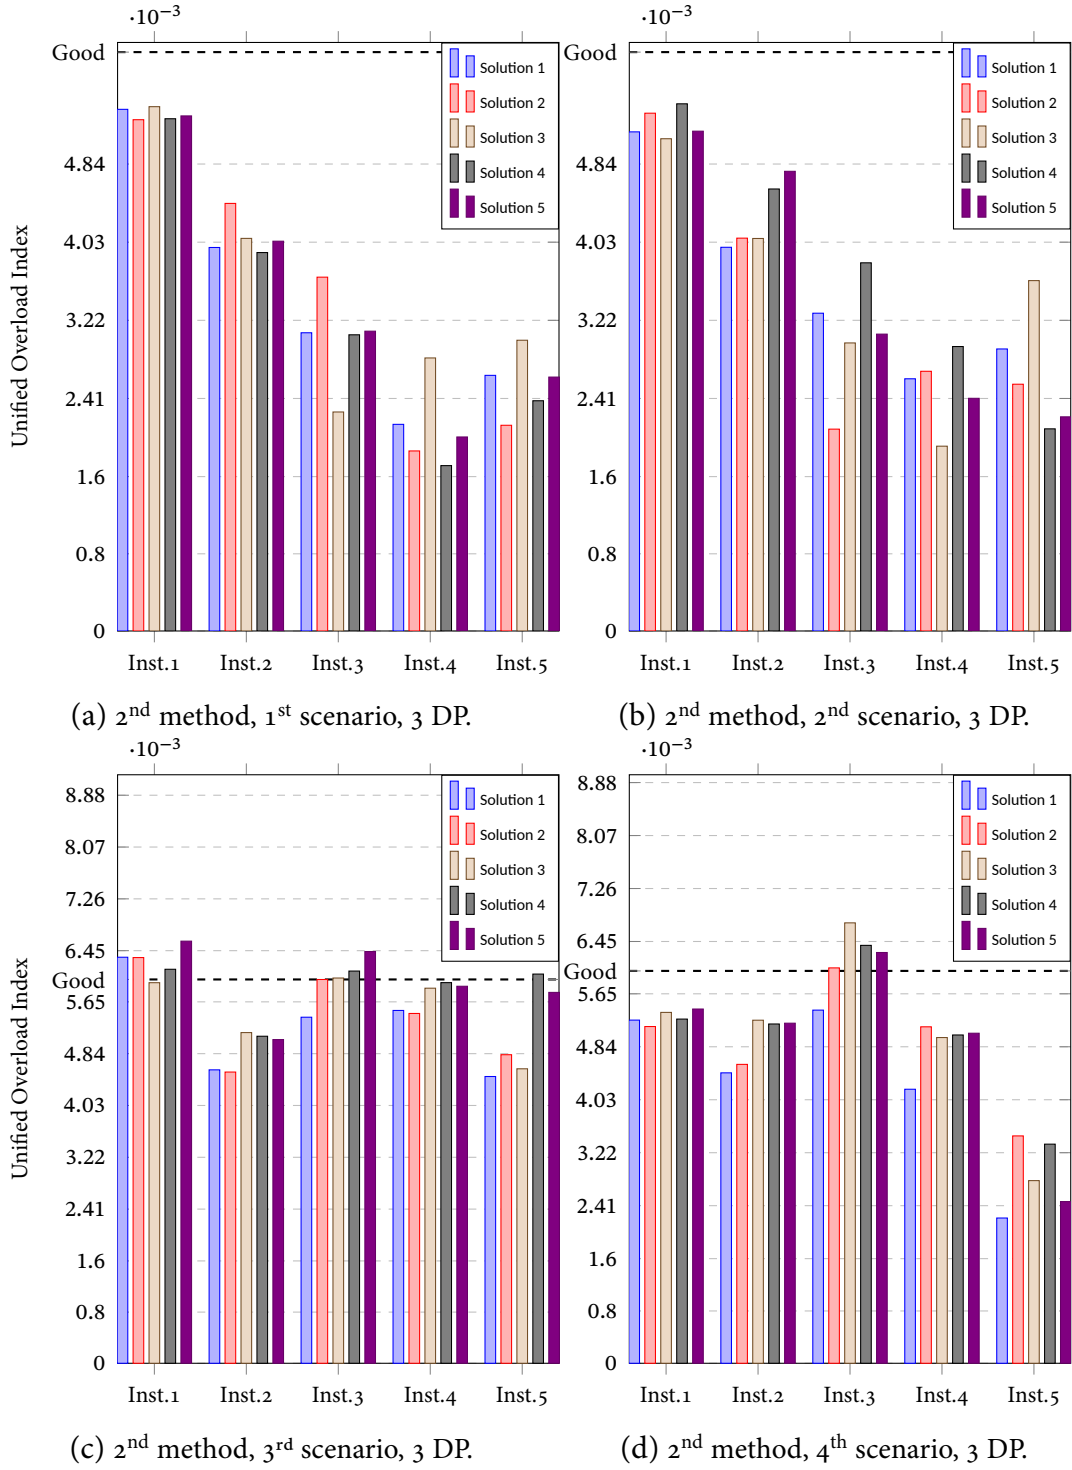 ·10⁻³
Good
4.84
4.03
3.22
2.41
1.6
0.8
0
Unified Overload Index
Solution 1
Solution 2
Solution 3
Solution 4
Solution 5
Inst.1 Inst.2 Inst.3 Inst.4 Inst.5
(a) 2nd method, 1st scenario, 3 DP.
·10⁻³
Good
4.84
4.03
3.22
2.41
1.6
0.8
0
Solution 1
Solution 2
Solution 3
Solution 4
Solution 5
Inst.1 Inst.2 Inst.3 Inst.4 Inst.5
(b) 2nd method, 2nd scenario, 3 DP.
·10⁻³
8.88
8.07
7.26
6.45
Good
5.65
4.84
4.03
3.22
2.41
1.6
0.8
0
Unified Overload Index
Solution 1
Solution 2
Solution 3
Solution 4
Solution 5
Inst.1 Inst.2 Inst.3 Inst.4 Inst.5
(c) 2nd method, 3rd scenario, 3 DP.
·10⁻³
8.88
8.07
7.26
6.45
Good
5.65
4.84
4.03
3.22
2.41
1.6
0.8
0
Solution 1
Solution 2
Solution 3
Solution 4
Solution 5
Inst.1 Inst.2 Inst.3 Inst.4 Inst.5
(d) 2nd method, 4th scenario, 3 DP.